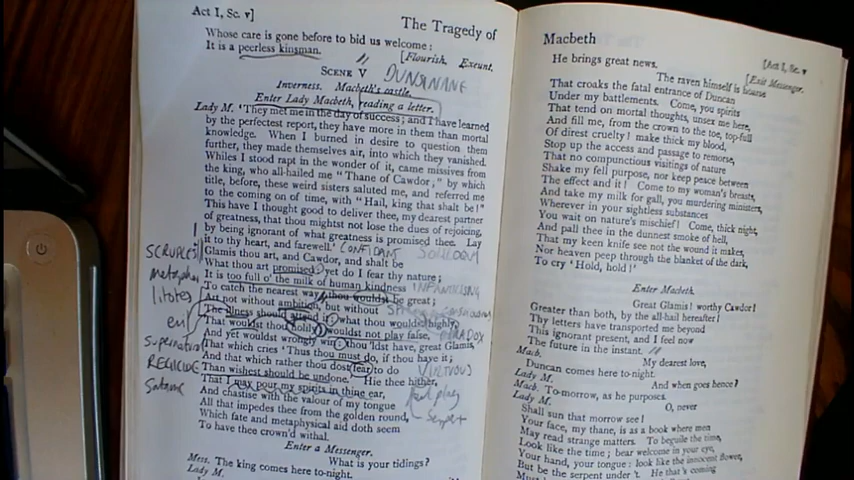 Act I, Sc. v]
The Tragedy of
Whose care is gone before to bid us welcome:
It is a peerless kinsman.
[Flourish. Exeunt.
SCENE V
DUNSINANE
Inverness. Macbeth's castle.
Enter Lady Macbeth, reading a letter.
Lady M. 'They met me in the day of success; and I have learned
by the perfectest report, they have more in them than mortal
knowledge. When I burned in desire to question them
further, they made themselves air, into which they vanished.
Whiles I stood rapt in the wonder of it, came missives from
the king, who all-hailed me "Thane of Cawdor," by which
title, before, these weird sisters saluted me, and referred me
to the coming on of time, with "Hail, king that shalt be!"
This have I thought good to deliver thee, my dearest partner
of greatness, that thou mightst not lose the dues of rejoicing,
by being ignorant of what greatness is promised thee. Lay
it to thy heart, and farewell.' CONFIDANT SOLILOQUY
SCRUPLES
Glamis thou art, and Cawdor, and shalt be
What thou art promised: yet do I fear thy nature;
metaphor
It is too full o' the milk of human kindness
To catch the nearest way: thou wouldst be great;
litotes
Art not without ambition, but without
The illness should attend it: what thou wouldst highly,
evil
That wouldst thou holily; wouldst not play false, PARADOX
And yet wouldst wrongly win: thou'ldst have, great Glamis,
supernatural
That which cries 'Thus thou must do, if thou have it;
And that which rather thou dost fear to do VIRTUOUS
REGICIDE
Than wishest should be undone.' Hie thee hither,
Satanic
That I may pour my spirits in thine ear,
And chastise with the valour of my tongue
foul play
All that impedes thee from the golden round,
Serpent
Which fate and metaphysical aid doth seem
To have thee crown'd withal.
Enter a Messenger.
What is your tidings?
Mess. The king comes here to-night.
Lady M.
Macbeth
[Act I, Sc. v
He brings great news.
[Exit Messenger.
The raven himself is hoarse
That croaks the fatal entrance of Duncan
Under my battlements. Come, you spirits
That tend on mortal thoughts, unsex me here,
And fill me, from the crown to the toe, top-full
Of direst cruelty! make thick my blood,
Stop up the access and passage to remorse,
That no compunctious visitings of nature
Shake my fell purpose, nor keep peace between
The effect and it! Come to my woman's breasts,
And take my milk for gall, you murdering ministers,
Wherever in your sightless substances
You wait on nature's mischief! Come, thick night,
And pall thee in the dunnest smoke of hell,
That my keen knife see not the wound it makes,
Nor heaven peep through the blanket of the dark,
To cry 'Hold, hold!'
Enter Macbeth.
Great Glamis! worthy Cawdor!
Greater than both, by the all-hail hereafter!
Thy letters have transported me beyond
This ignorant present, and I feel now
The future in the instant.
Mach. My dearest love,
Duncan comes here to-night.
Lady M. And when goes hence?
Macb. To-morrow, as he purposes.
Lady M. O, never
Shall sun that morrow see!
Your face, my thane, is as a book where men
May read strange matters. To beguile the time,
Look like the time; bear welcome in your eye,
Your hand, your tongue: look like the innocent flower,
But be the serpent under 't. He that's coming